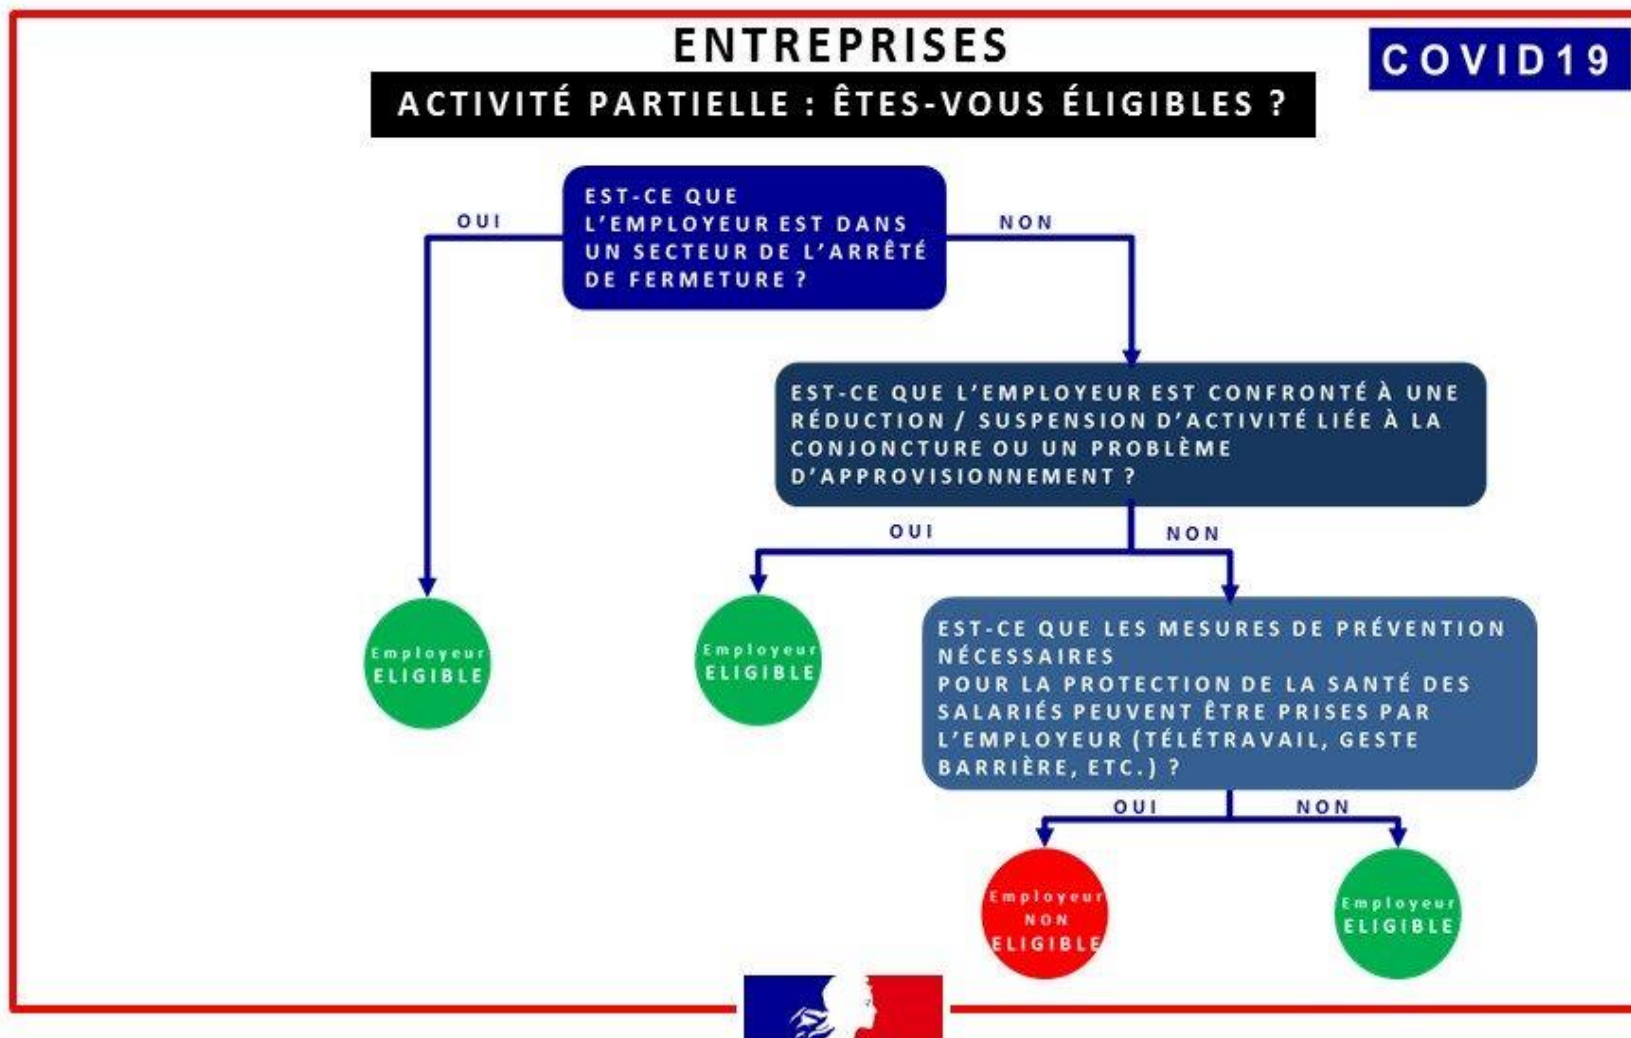 ENTREPRISES
COVID19
ACTIVITÉ PARTIELLE : ÊTES-VOUS ÉLIGIBLES ?
EST-CE QUE
L'EMPLOYEUR EST DANS
UN SECTEUR DE L'ARRÊTÉ
DE FERMETURE ?
OUI
NON
EST-CE QUE L'EMPLOYEUR EST CONFRONTÉ À UNE
RÉDUCTION / SUSPENSION D'ACTIVITÉ LIÉE À LA
CONJONCTURE OU UN PROBLÈME
D'APPROVISIONNEMENT ?
OUI
NON
Employeur
ELIGIBLE
Employeur
ELIGIBLE
EST-CE QUE LES MESURES DE PRÉVENTION
NÉCESSAIRES
POUR LA PROTECTION DE LA SANTÉ DES
SALARIÉS PEUVENT ÊTRE PRISES PAR
L'EMPLOYEUR (TÉLÉTRAVAIL, GESTE
BARRIÈRE, ETC.) ?
OUI
NON
Employeur
NON
ELIGIBLE
Employeur
ELIGIBLE